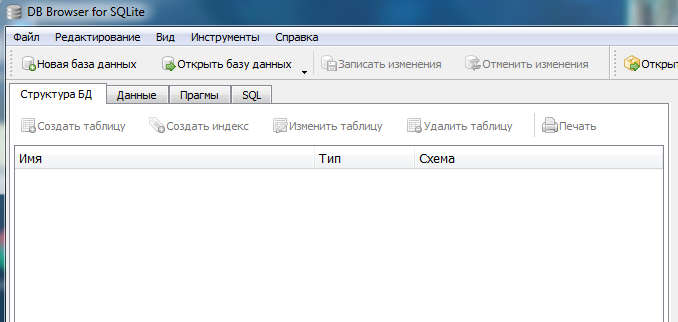 DB Browser for SQLite
Файл Редактирование Вид Инструменты Справка
Новая база данных Открыть базу данных Записать изменения Отменить изменения Открыт
Структура БД Данные Прагмы SQL
Создать таблицу Создать индекс Изменить таблицу Удалить таблицу Печать
Имя Тип Схема